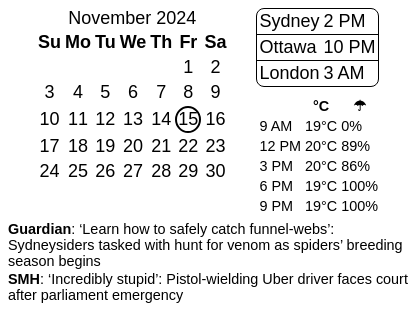 November 2024
Su Mo Tu We Th Fr Sa
1 2
3 4 5 6 7 8 9
10 11 12 13 14 15 16
17 18 19 20 21 22 23
24 25 26 27 28 29 30
Sydney 2 PM
Ottawa 10 PM
London 3 AM
°C ☂
9 AM 19°C 0%
12 PM 20°C 89%
3 PM 20°C 86%
6 PM 19°C 100%
9 PM 19°C 100%
Guardian: ‘Learn how to safely catch funnel-webs’:
Sydneysiders tasked with hunt for venom as spiders’ breeding
season begins
SMH: ‘Incredibly stupid’: Pistol-wielding Uber driver faces court
after parliament emergency